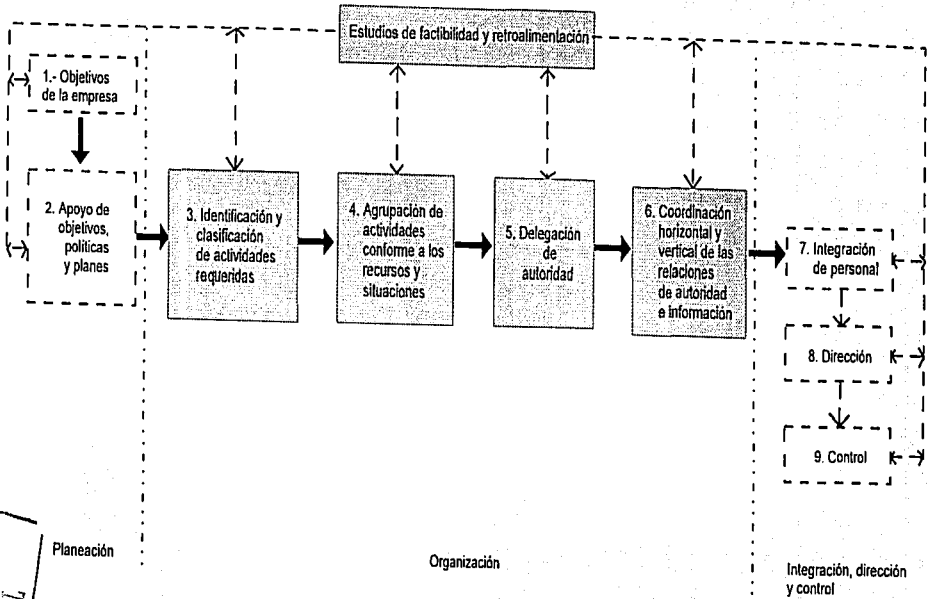 Estudios de factibilidad y retroalimentación
1.- Objetivos
de la empresa
2. Apoyo de
objetivos,
políticas
y planes
3. Identificación y
clasificación
de actividades
requeridas
4. Agrupación de
actividades
conforme a los
recursos y
situaciones
5. Delegación
de
autoridad
6. Coordinación
horizontal y
vertical de las
relaciones
de autoridad
e información
7. Integración
de personal
8. Dirección
9. Control
Planeación
Organización
Integración, dirección
y control